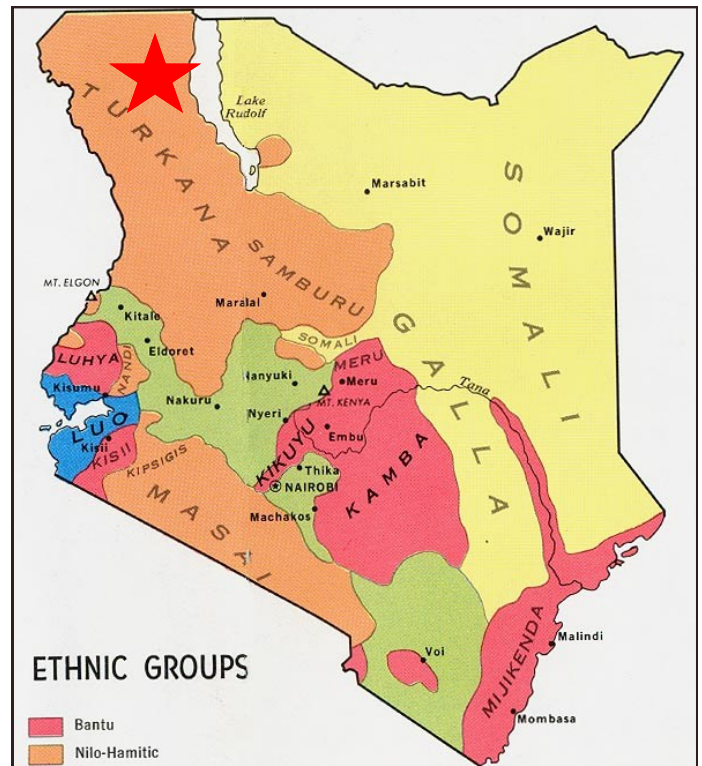 Lake
Rudolf
TURKANA
Marsabit
SOMALI
Wajir
SAMBURU
MT. ELGON
Maralal
Kitale
GALLA
SOMALI
Eldoret
LUHYA
NANDI
MERU
Nanyuki
Meru
Tana
Kisumu
MT. KENYA
Nakuru
Nyeri
LUO
Embu
Kisii
KISII
KIKUYU
KAMBA
KIPSIGIS
Thika
NAIROBI
MASAI
Machakos
Voi
Malindi
MIJIKENDA
Mombasa
ETHNIC GROUPS
Bantu
Nilo-Hamitic